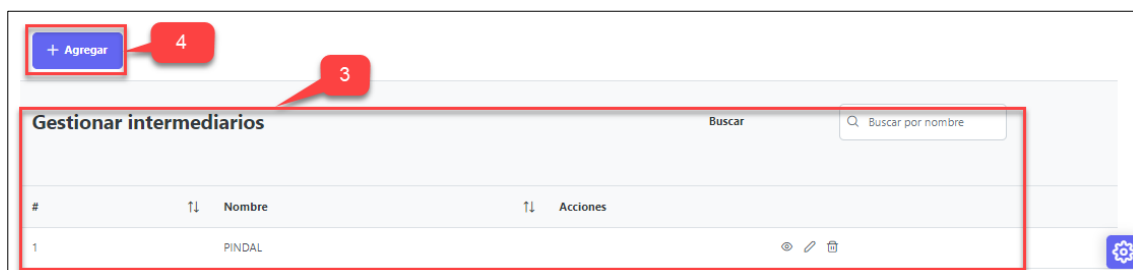 + Agregar
4
3
Gestionar intermediarios
Buscar
Buscar por nombre
# Nombre Acciones
1 PINDAL